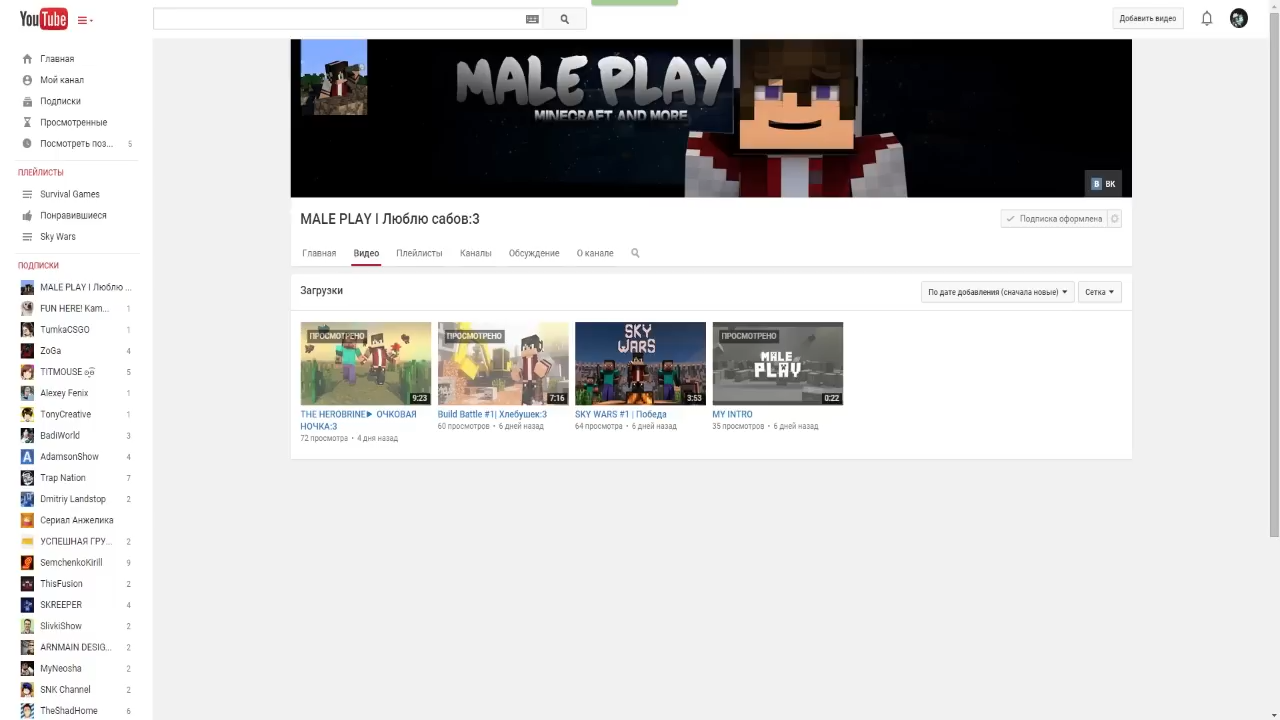 YouTube
Добавить видео
Главная
Мой канал
Подписки
Просмотренные
Посмотреть поз... 5
ПЛЕЙЛИСТЫ
Survival Games
Понравившиеся
Sky Wars
ПОДПИСКИ
MALE PLAY I Люблю ...
FUN HERE! Kam... 1
TumkaCSGO 1
ZoGa 4
TITMOUSE 5
Alexey Fenix 1
TonyCreative 1
BadiWorld 3
AdamsonShow 4
Trap Nation 7
Dmitriy Landstop 2
Сериал Анжелика
УСПЕШНАЯ ГРУ... 2
SemchenkoKirill 9
ThisFusion 2
SKREEPER 4
SlivkiShow 2
ARNMAIN DESIG... 2
MyNeosha 2
SNK Channel 2
TheShadHome 6
MALE PLAY
MINECRAFT AND MORE
В ВК
MALE PLAY I Люблю сабов:3
Подписка оформлена
Главная Видео Плейлисты Каналы Обсуждение О канале
Загрузки
По дате добавления (сначала новые) Сетка
ПРОСМОТРЕНО
9:23
THE HEROBRINE► ОЧКОВАЯ
НОЧКА:3
72 просмотра • 4 дня назад
ПРОСМОТРЕНО
7:16
Build Battle #1| Хлебушек:3
60 просмотров • 6 дней назад
SKY
WARS
3:53
SKY WARS #1 | Победа
64 просмотра • 6 дней назад
ПРОСМОТРЕНО
MALE
PLAY
0:22
MY INTRO
35 просмотров • 6 дней назад